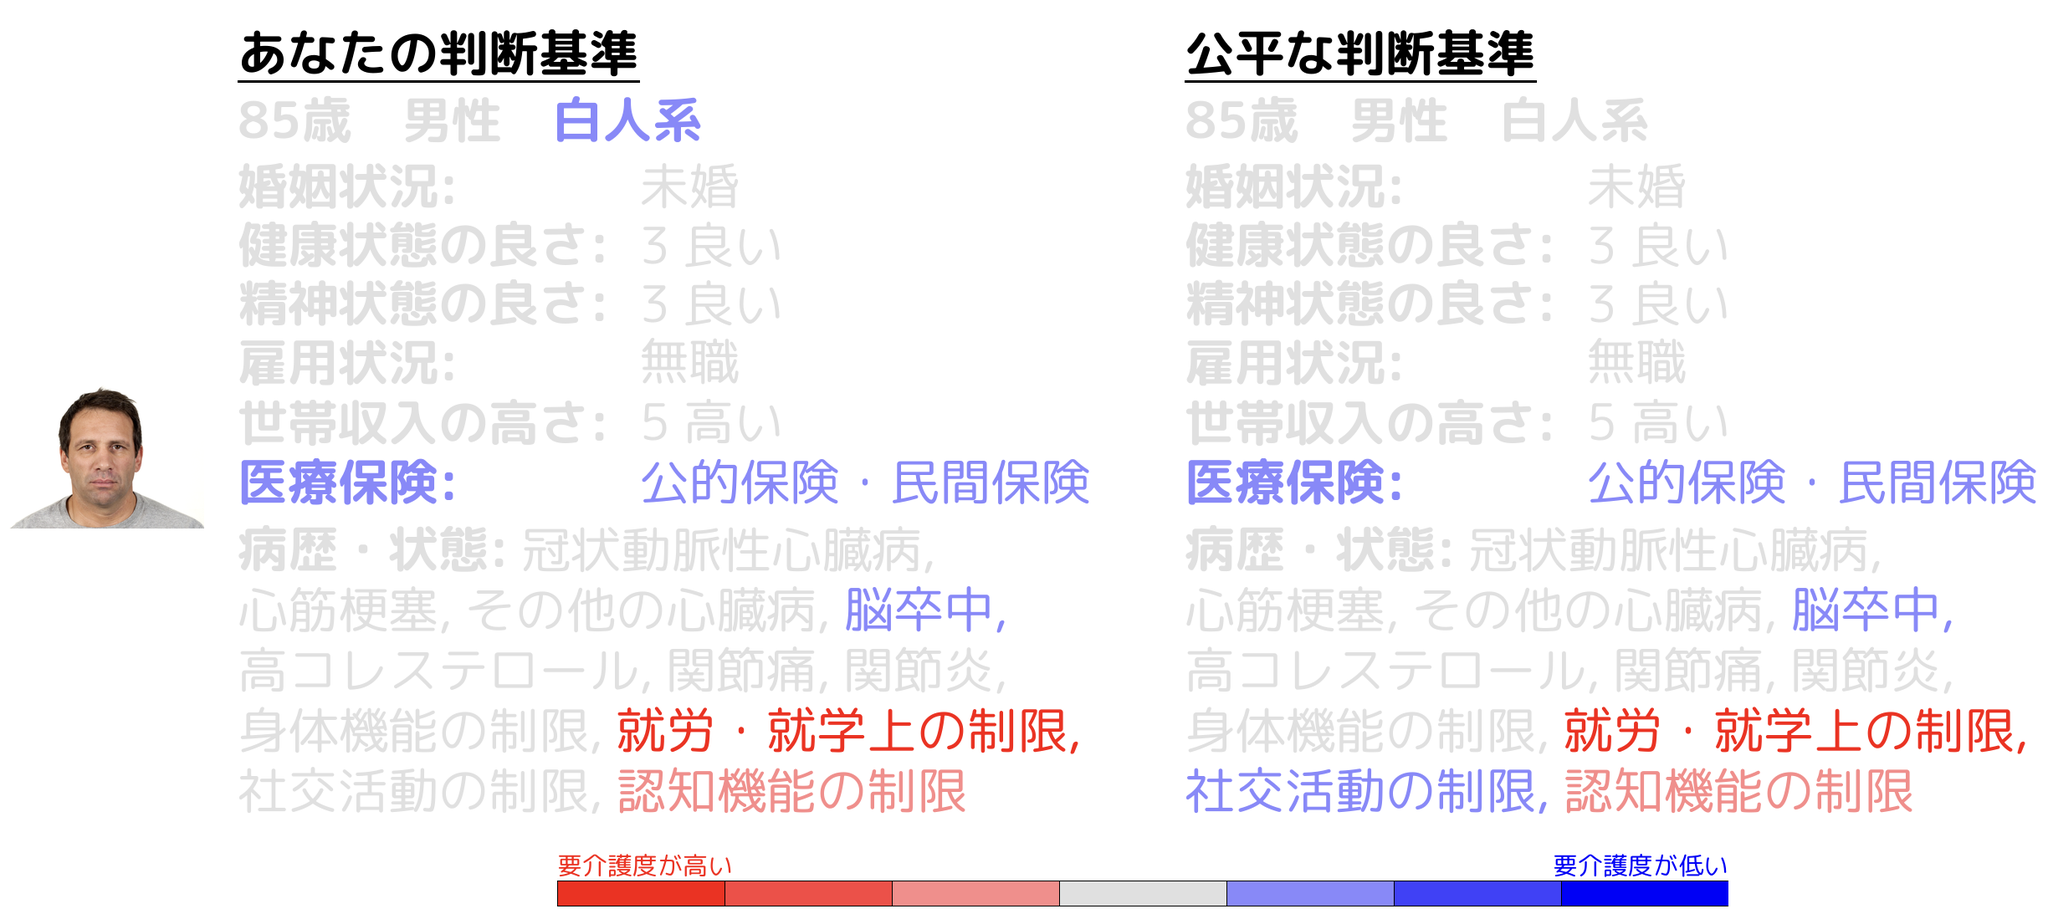 あなたの判断基準
85歳　男性　白人系
婚姻状況:　未婚
健康状態の良さ:　3 良い
精神状態の良さ:　3 良い
雇用状況:　無職
世帯収入の高さ:　5 高い
医療保険:　公的保険・民間保険
病歴・状態: 冠状動脈性心臓病,
心筋梗塞, その他の心臓病, 脳卒中,
高コレステロール, 関節痛, 関節炎,
身体機能の制限, 就労・就学上の制限,
社交活動の制限, 認知機能の制限
公平な判断基準
85歳　男性　白人系
婚姻状況:　未婚
健康状態の良さ:　3 良い
精神状態の良さ:　3 良い
雇用状況:　無職
世帯収入の高さ:　5 高い
医療保険:　公的保険・民間保険
病歴・状態: 冠状動脈性心臓病,
心筋梗塞, その他の心臓病, 脳卒中,
高コレステロール, 関節痛, 関節炎,
身体機能の制限, 就労・就学上の制限,
社交活動の制限, 認知機能の制限
要介護度が高い
要介護度が低い